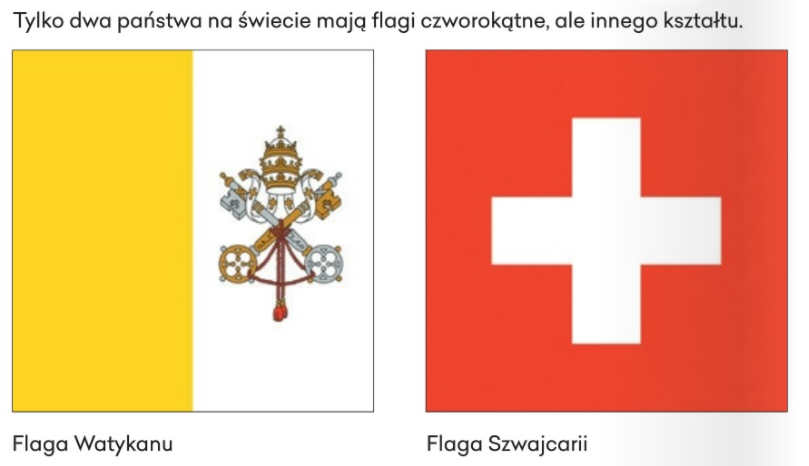 Tylko dwa państwa na świecie mają flagi czworokątne, ale innego kształtu.
Flaga Watykanu
Flaga Szwajcarii